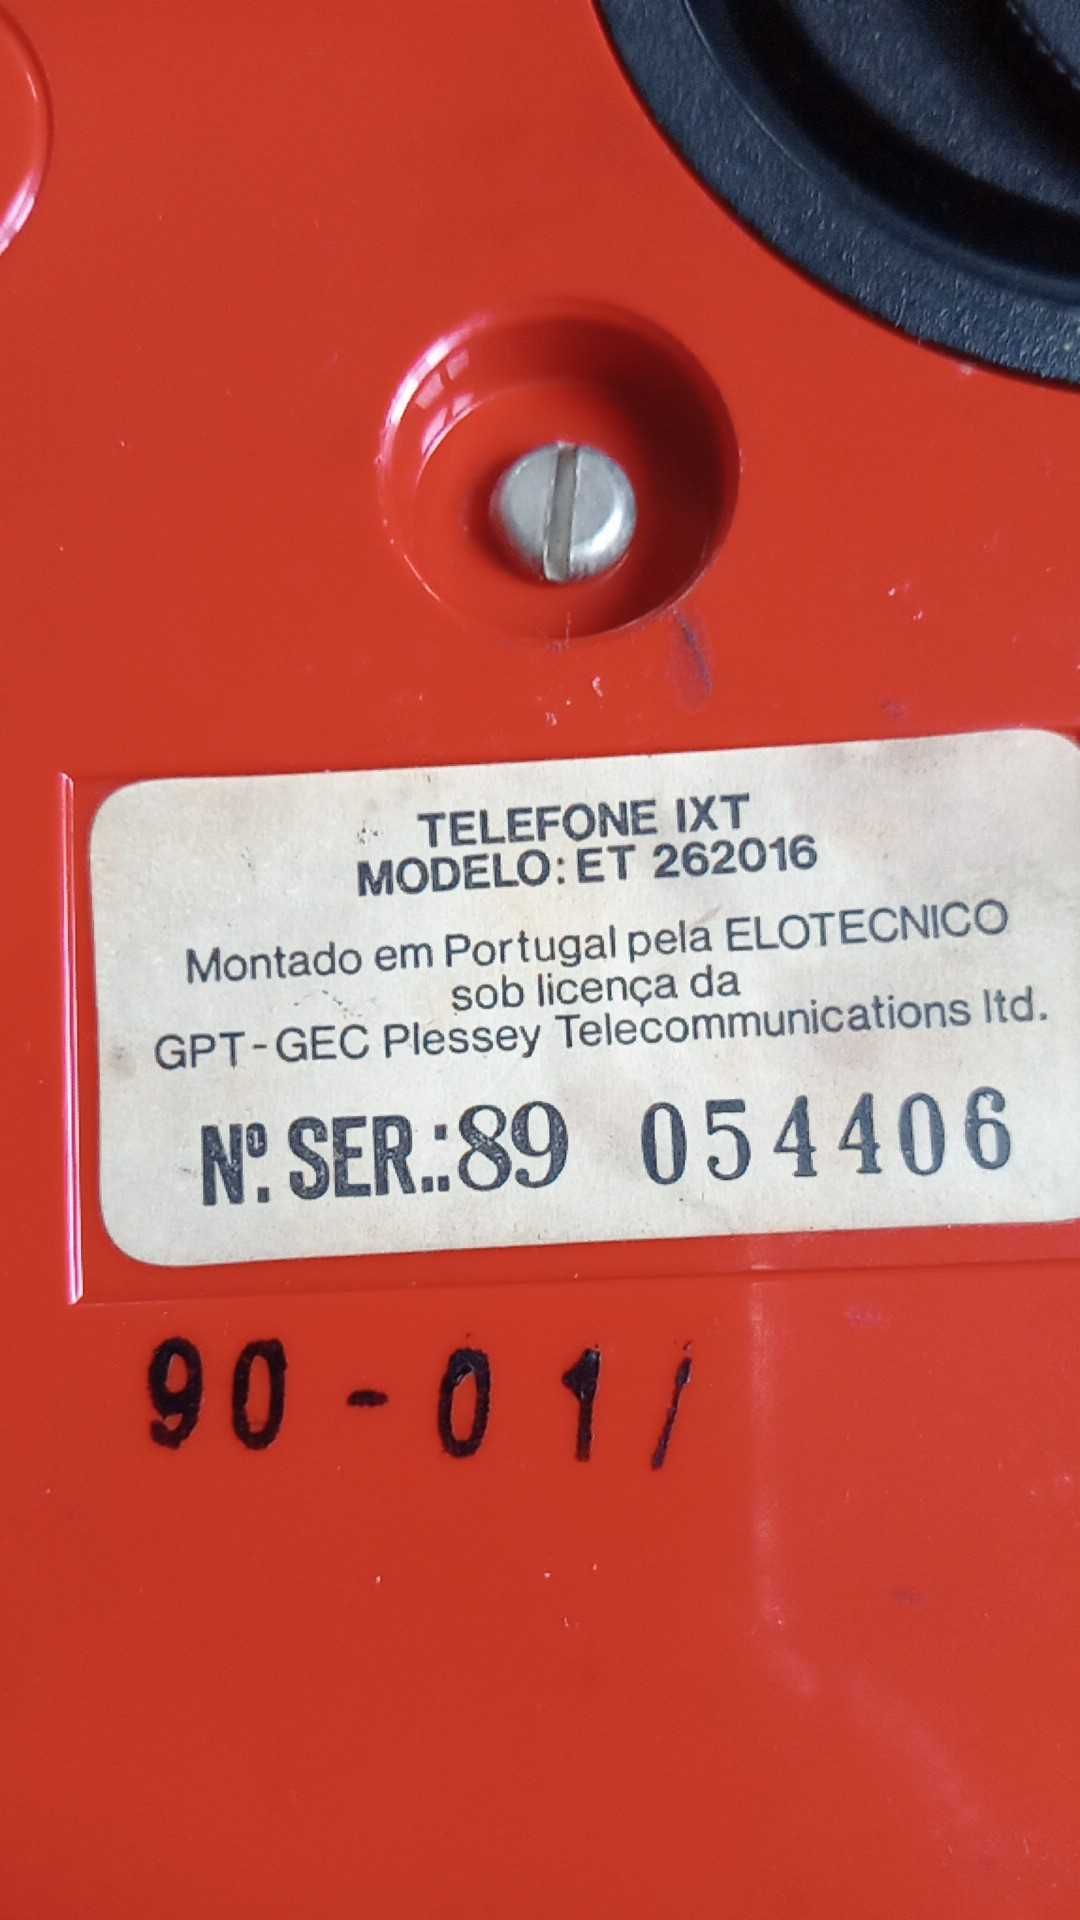 TELEFONE IXT
MODELO: ET 262016
Montado em Portugal pela ELOTECNICO
sob licença da
GPT-GEC Plessey Telecommunications ltd.
Nº. SER.:89 054406
90-01/